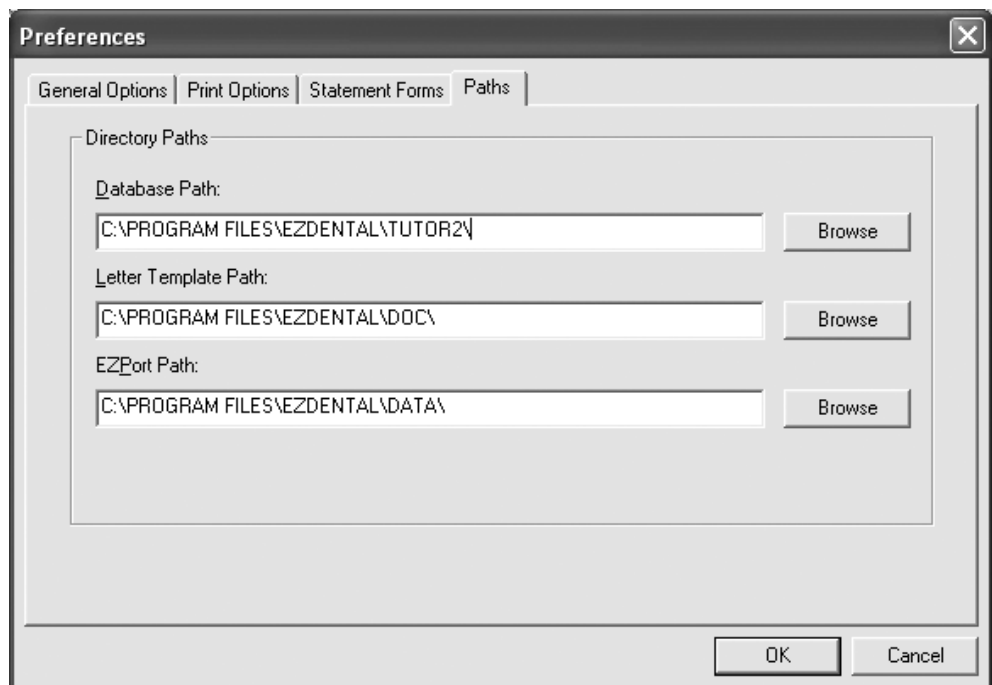 Preferences
General Options Print Options Statement Forms Paths
Directory Paths
Database Path:
C:\PROGRAM FILES\EZDENTAL\TUTOR2\ Browse
Letter Template Path:
C:\PROGRAM FILES\EZDENTAL\DOC\ Browse
EZPort Path:
C:\PROGRAM FILES\EZDENTAL\DATA\ Browse
OK Cancel